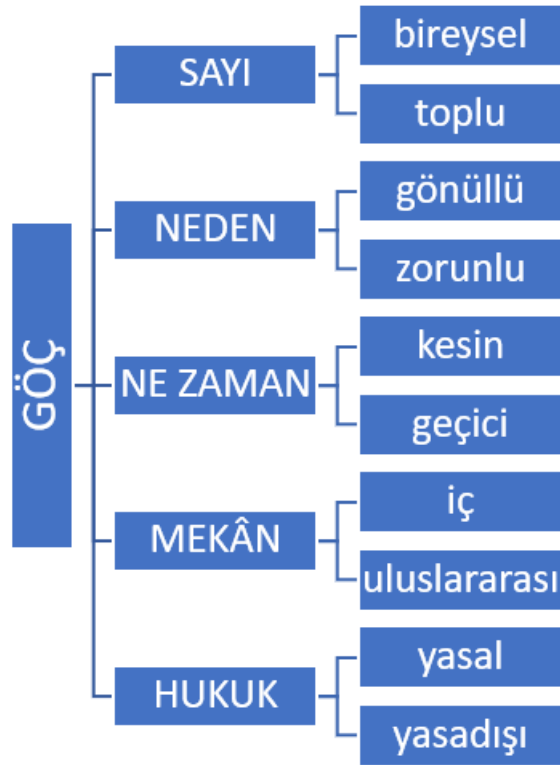 GÖÇ
SAYI
bireysel
toplu
NEDEN
gönüllü
zorunlu
NE ZAMAN
kesin
geçici
MEKÂN
iç
uluslararası
HUKUK
yasal
yasadışı